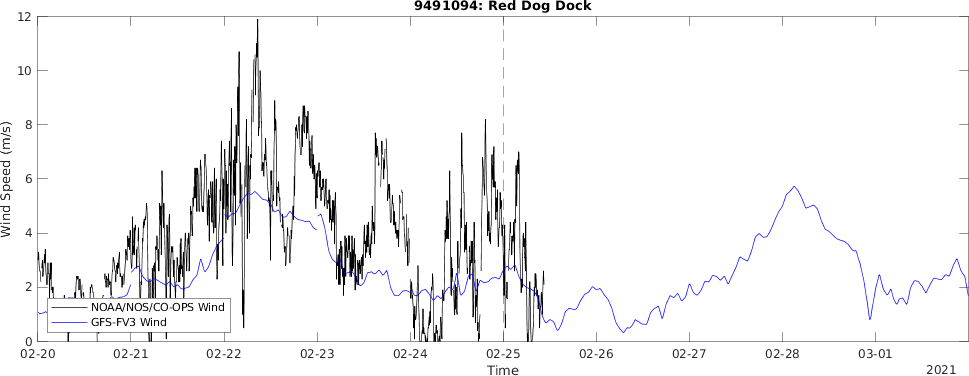 9491094: Red Dog Dock
12
10
8
6
4
2
0
Wind Speed (m/s)
NOAA/NOS/CO-OPS Wind
GFS-FV3 Wind
02-20 02-21 02-22 02-23 02-24 02-25 02-26 02-27 02-28 03-01
Time
2021